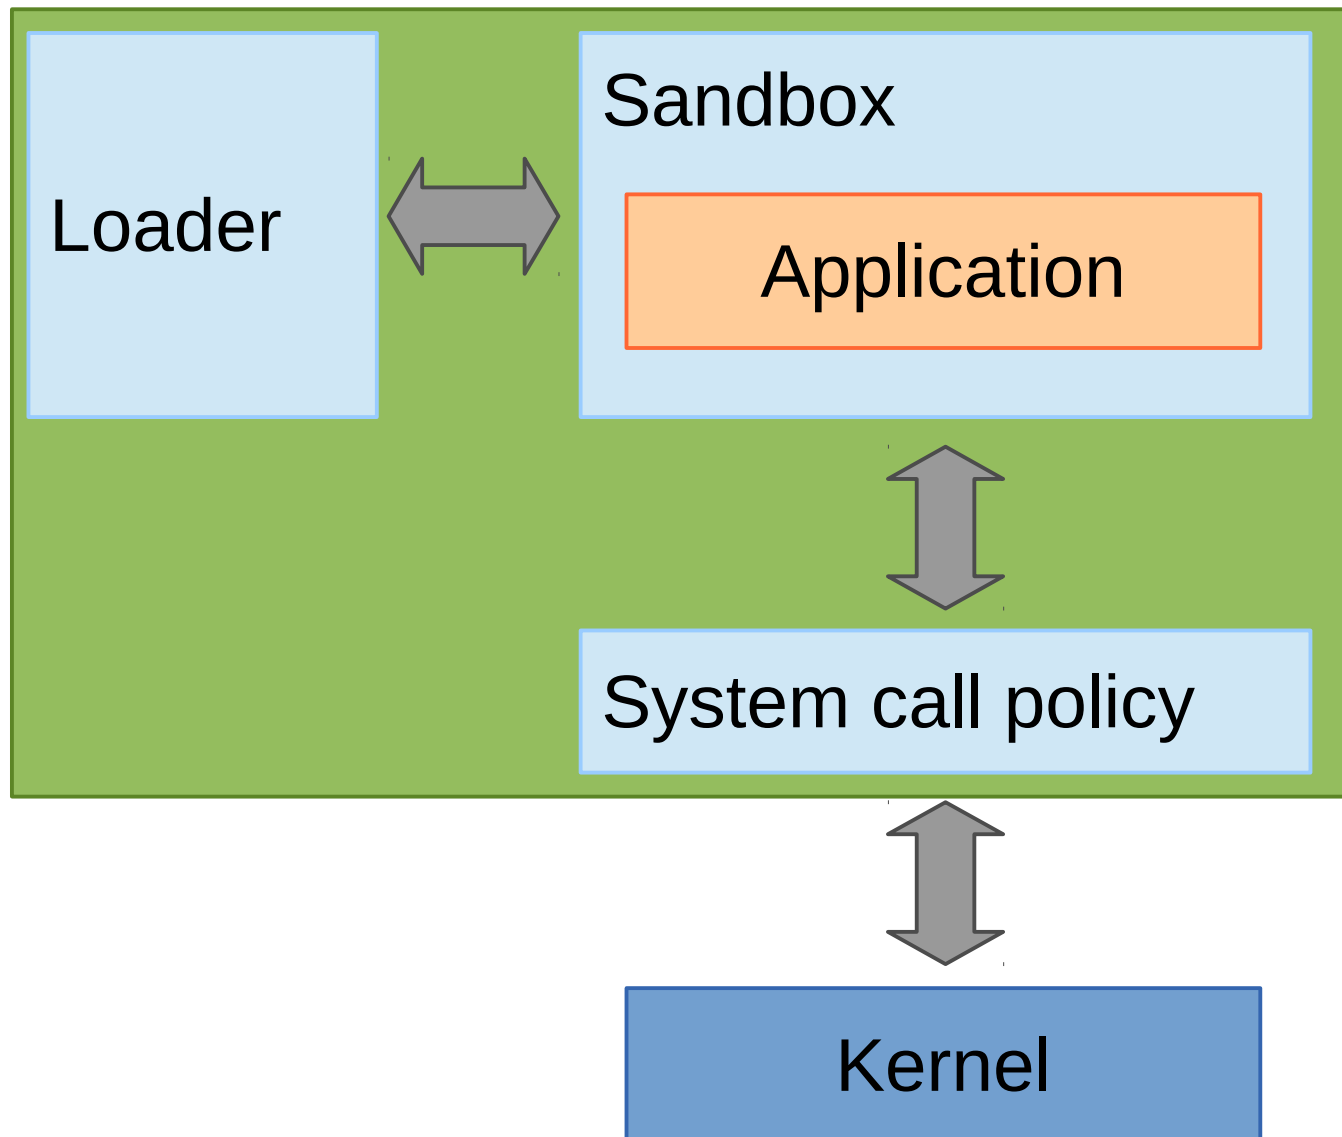 Sandbox
Loader
Application
System call policy
Kernel